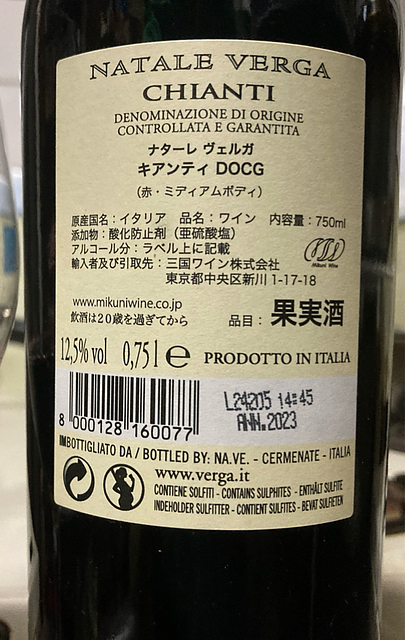 NATALE VERGA
CHIANTI
DENOMINAZIONE DI ORIGINE
CONTROLLATA E GARANTITA
ナターレ ヴェルガ
キアンティ DOCG
（赤・ミディアムボディ）
原産国名：イタリア 品名：ワイン 内容量：750ml
添加物：酸化防止剤（亜硫酸塩）
アルコール分：ラベル上に記載
輸入者及び引取先：三国ワイン株式会社
東京都中央区新川 1-17-18
Mikuni Wine
www.mikuniwine.co.jp
飲酒は20歳を過ぎてから
品目：果実酒
12,5% vol 0,75 l e PRODOTTO IN ITALIA
L24205 14:45
ANN.2023
8 000128 160077
IMBOTTIGLIATO DA / BOTTLED BY: NA.VE. - CERMENATE - ITALIA
www.verga.it
CONTIENE SOLFITI - CONTAINS SULPHITES - ENTHÄLT SULFITE
INDEHOLDER SULFITTER - CONTIENT SULFITES - BEVAT SULFIETEN